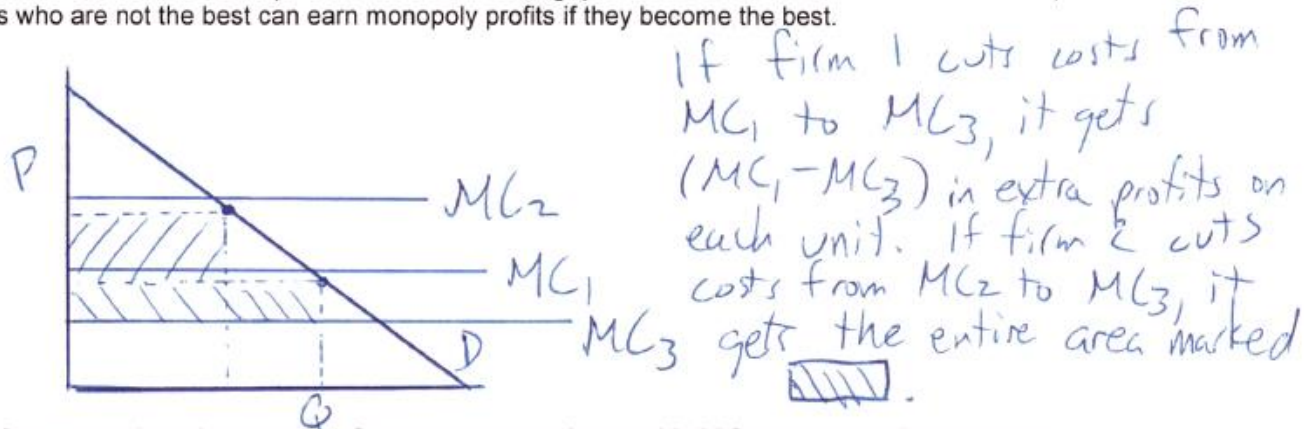 s who are not the best can earn monopoly profits if they become the best.
If firm 1 cuts costs from
MC1 to MC3, it gets
(MC1-MC3) in extra profits on
each unit. If firm 2 cuts
costs from MC2 to MC3, it
gets the entire area marked
.
P
MC2
MC1
MC3
D
Q